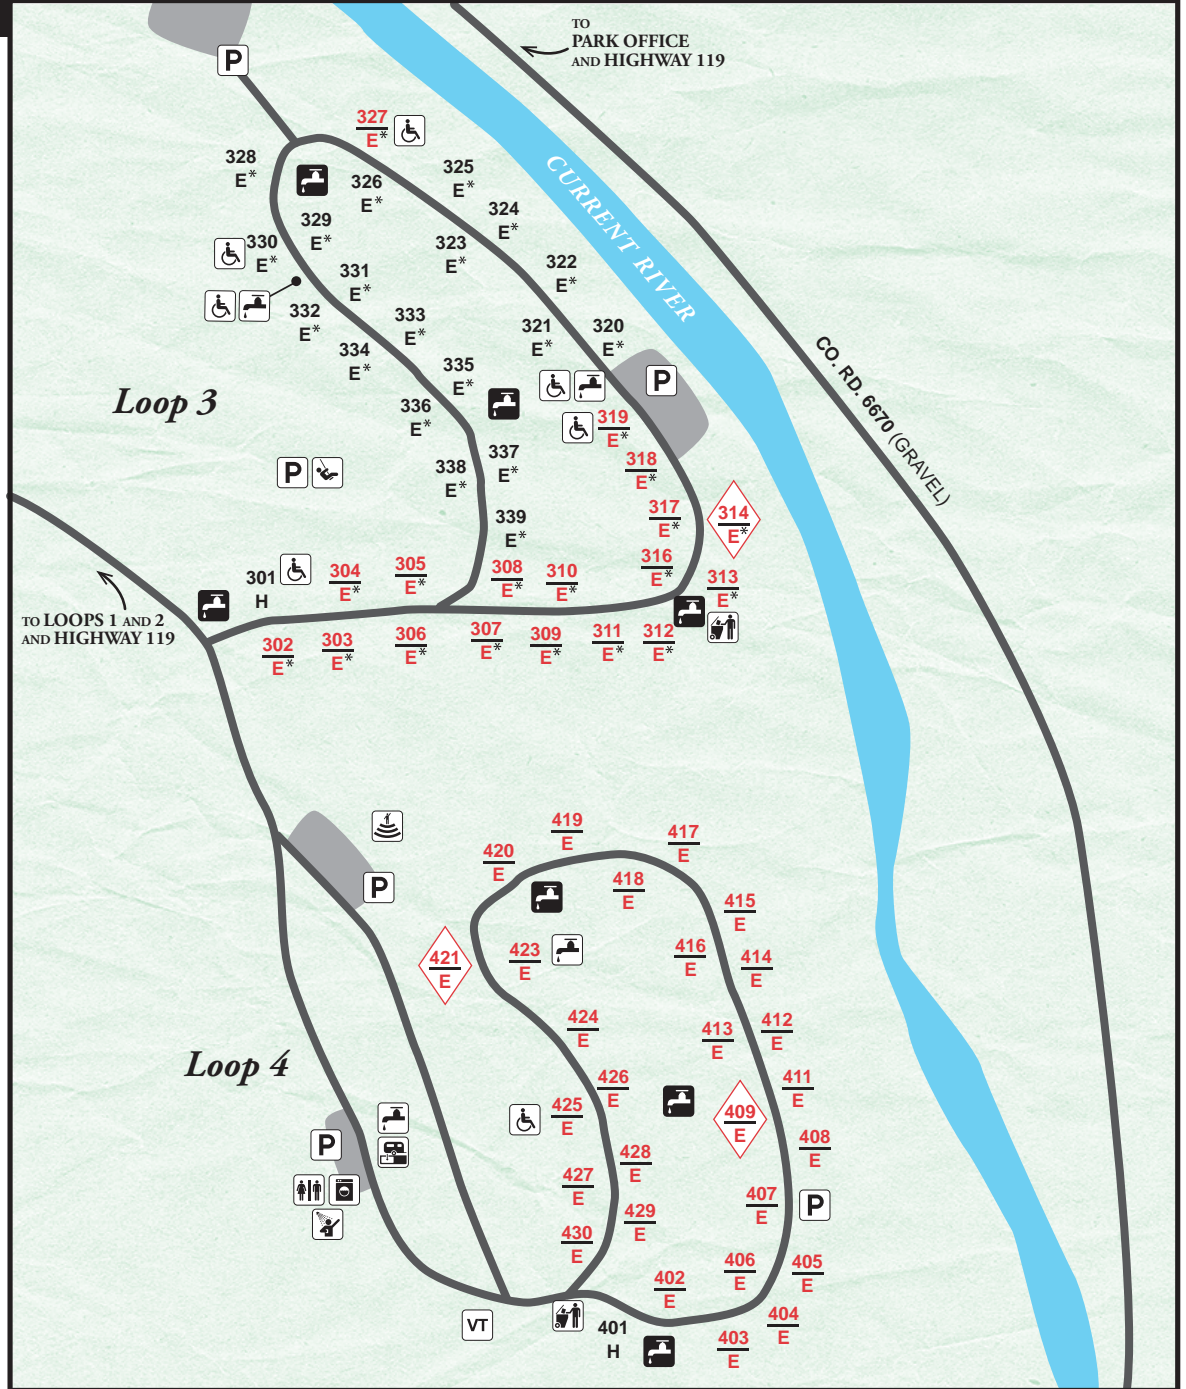 TO
PARK OFFICE
AND HIGHWAY 119
P
327
E*
328
E*
326
E*
325
E*
324
E*
329
E*
330
E*
323
E*
322
E*
331
E*
332
E*
333
E*
321
E*
320
E*
334
E*
335
E*
P
CURRENT RIVER
CO. RD. 6670 (GRAVEL)
Loop 3
336
E*
319
E*
337
E*
318
E*
338
E*
P
317
E*
314
E*
339
E*
316
E*
313
E*
301
H
304
E*
305
E*
308
E*
310
E*
TO LOOPS 1 AND 2
AND HIGHWAY 119
302
E*
303
E*
306
E*
307
E*
309
E*
311
E*
312
E*
419
E
417
E
420
E
418
E
P
415
E
421
E
423
E
416
E
414
E
424
E
413
E
412
E
Loop 4
426
E
411
E
425
E
409
E
P
428
E
408
E
427
E
407
E
P
429
E
430
E
406
E
405
E
402
E
404
E
VT
401
H
403
E